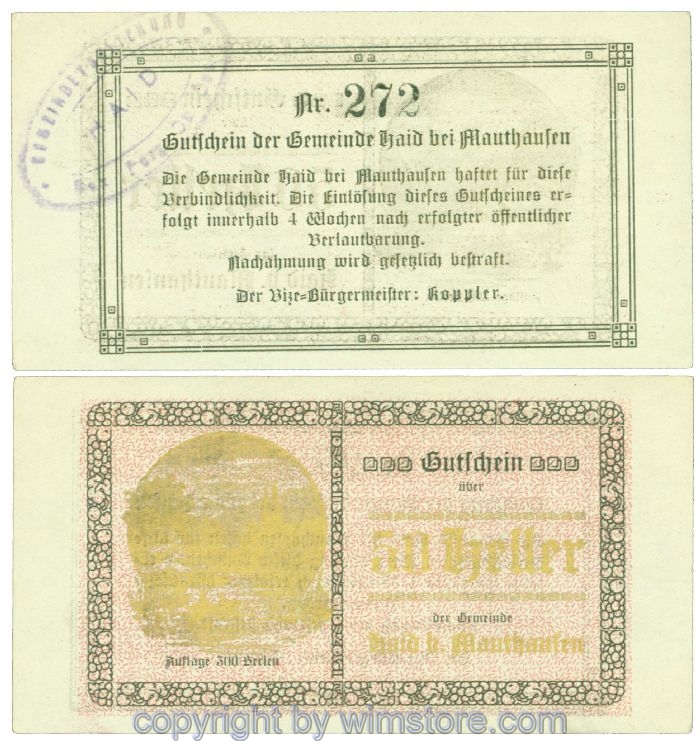 GEMEINDEVORSTEHUNG
HAID
Nr. 272
Gutschein der Gemeinde Haid bei Mauthausen
Die Gemeinde Haid bei Mauthausen haftet für diese
Verbindlichkeit. Die Einlösung dieses Gutscheines er=
folgt innerhalb 4 Wochen nach erfolgter öffentlicher
Verlautbarung.
Nachahmung wird gesetzlich bestraft.
Der Vize=Bürgermeister: Koppler.
Gutschein
über
50 Heller
der Gemeinde
Haid b. Mauthausen
Auflage 500 Serien
copyright by wimstore.com